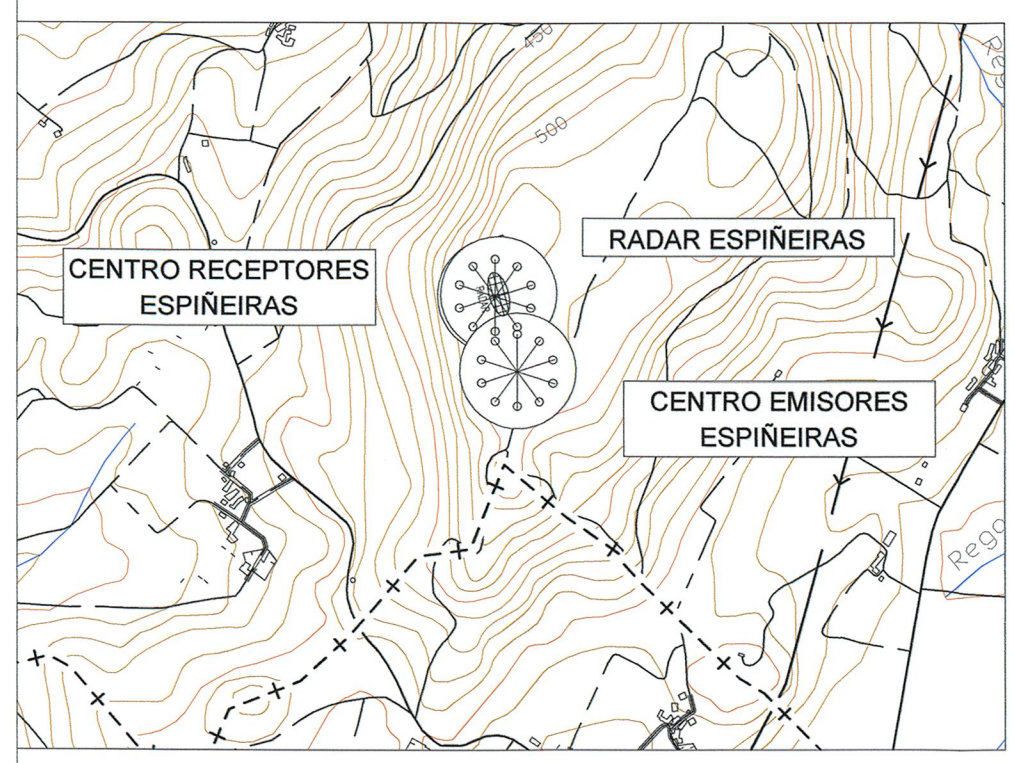 450
500
RADAR ESPIÑEIRAS
CENTRO RECEPTORES
ESPIÑEIRAS
CENTRO EMISORES
ESPIÑEIRAS
Rego